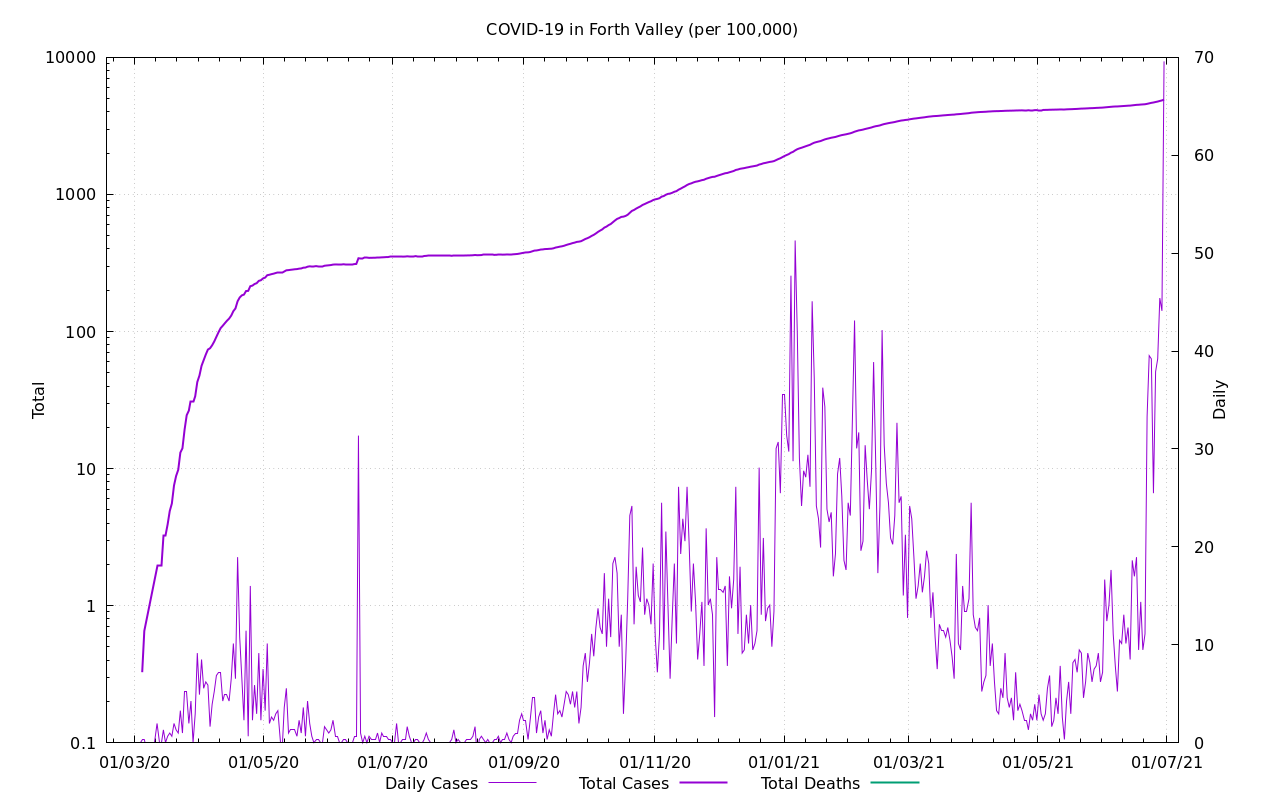 COVID-19 in Forth Valley (per 100,000)
10000
1000
100
10
1
0.1
Total
70
60
50
40
30
20
10
0
Daily
01/03/20 01/05/20 01/07/20 01/09/20 01/11/20 01/01/21 01/03/21 01/05/21 01/07/21
Daily Cases Total Cases Total Deaths